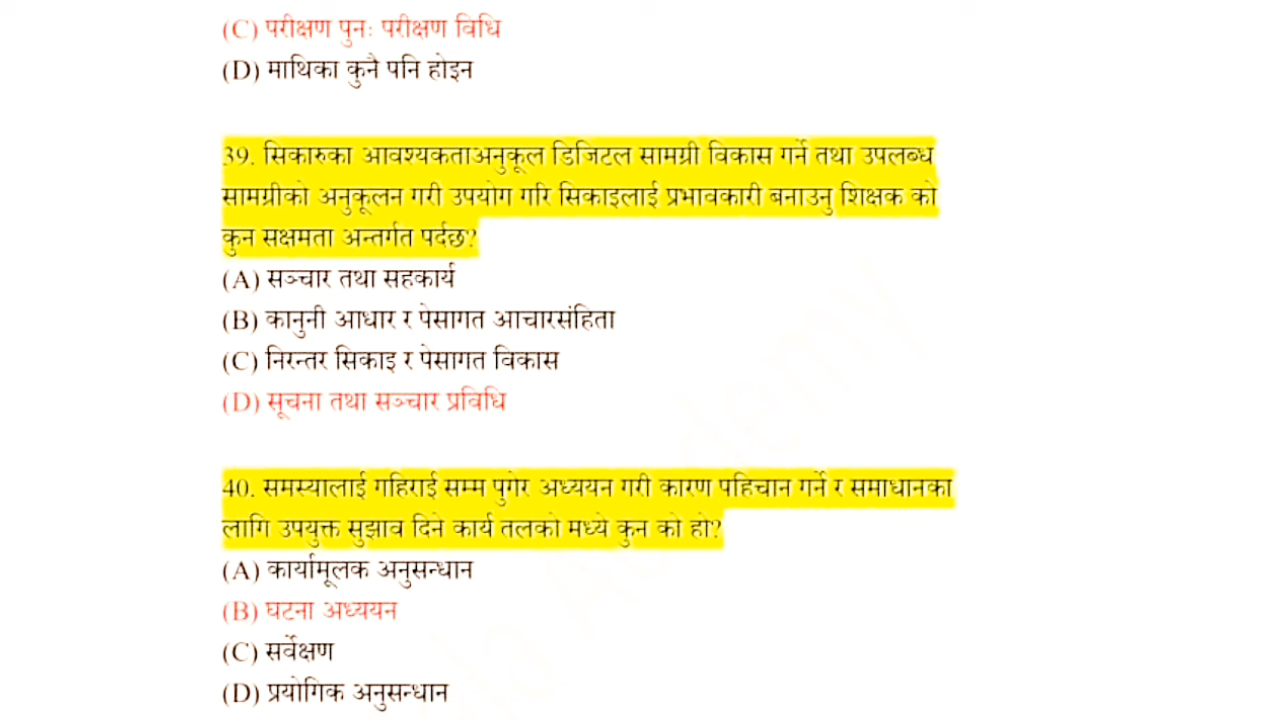 (C) परीक्षण पुनः परीक्षण विधि
(D) माथिका कुनै पनि होइन
39. सिकारुका आवश्यकताअनुकूल डिजिटल सामग्री विकास गर्ने तथा उपलब्ध
सामग्रीको अनुकूलन गरी उपयोग गरि सिकाइलाई प्रभावकारी बनाउनु शिक्षक को
कुन सक्षमता अन्तर्गत पर्दछ?
(A) सञ्चार तथा सहकार्य
(B) कानुनी आधार र पेसागत आचारसंहिता
(C) निरन्तर सिकाइ र पेसागत विकास
(D) सूचना तथा सञ्चार प्रविधि
40. समस्यालाई गहिराई सम्म पुगेर अध्ययन गरी कारण पहिचान गर्ने र समाधानका
लागि उपयुक्त सुझाव दिने कार्य तलको मध्ये कुन को हो?
(A) कार्यामूलक अनुसन्धान
(B) घटना अध्ययन
(C) सर्वेक्षण
(D) प्रयोगिक अनुसन्धान